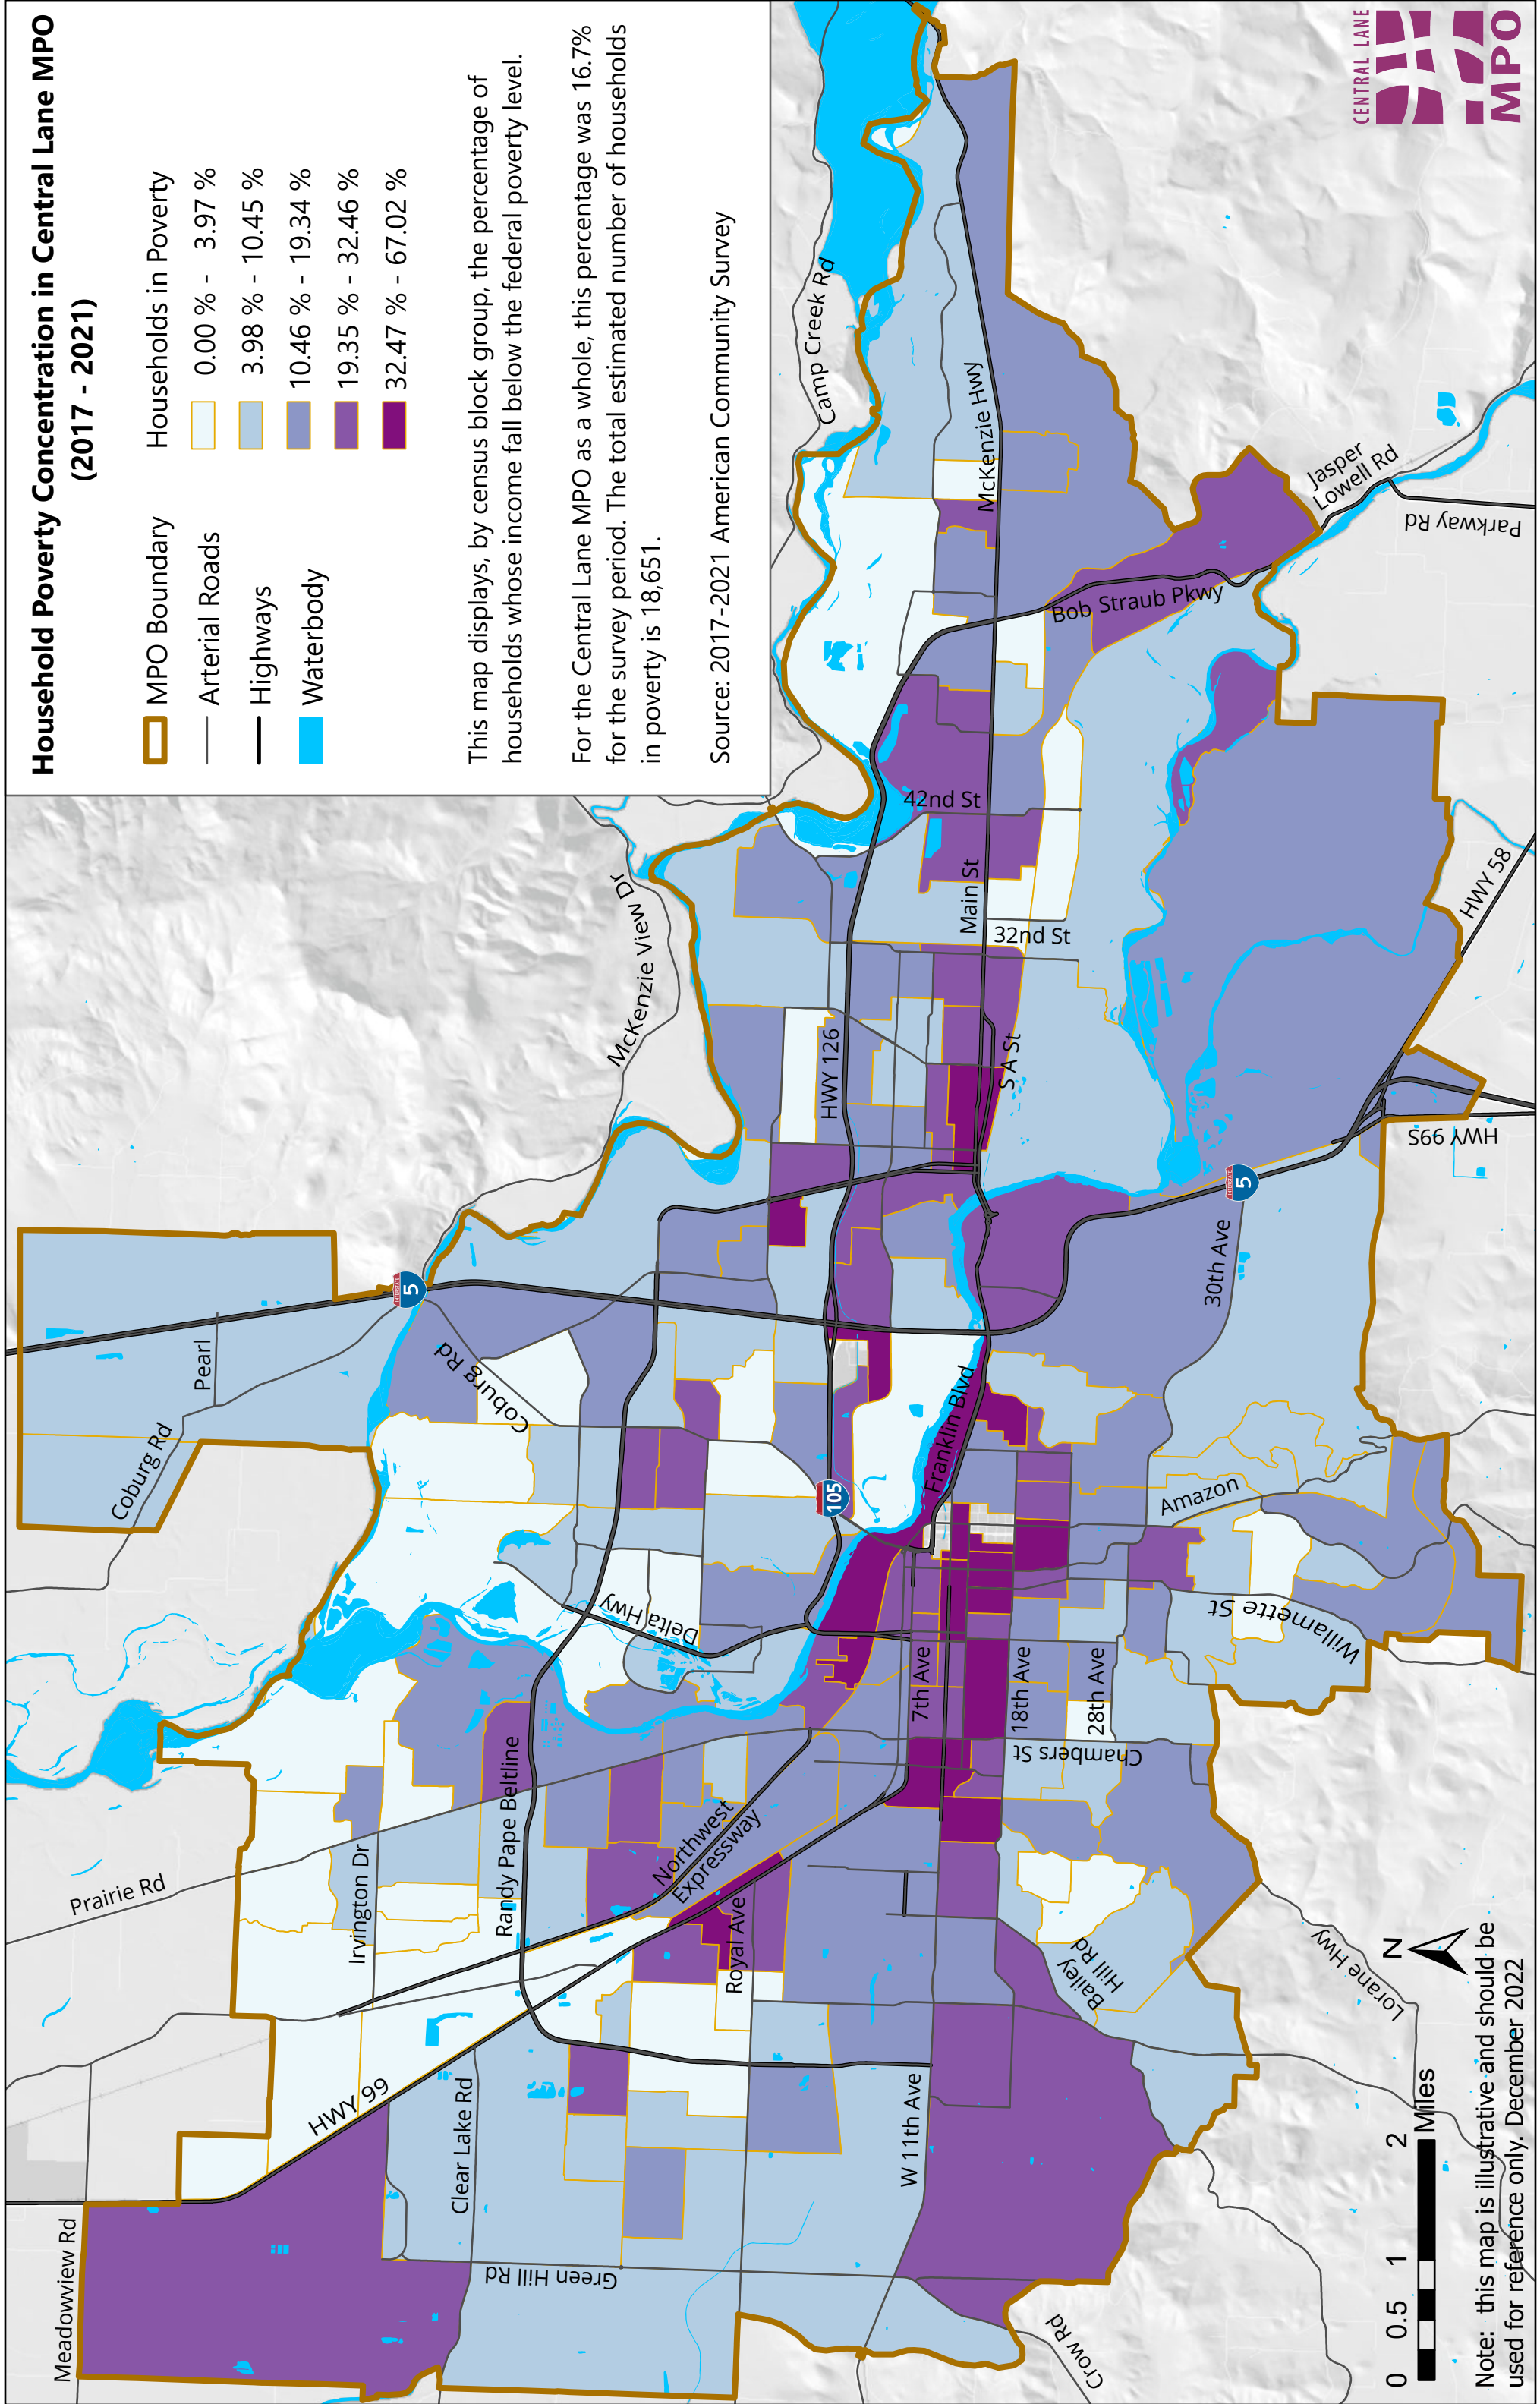 Household Poverty Concentration in Central Lane MPO
(2017 - 2021)
MPO Boundary
Arterial Roads
Highways
Waterbody
Households in Poverty
0.00 % - 3.97 %
3.98 % - 10.45 %
10.46 % - 19.34 %
19.35 % - 32.46 %
32.47 % - 67.02 %
This map displays, by census block group, the percentage of
households whose income fall below the federal poverty level.
For the Central Lane MPO as a whole, this percentage was 16.7%
for the survey period. The total estimated number of households
in poverty is 18,651.
Source: 2017-2021 American Community Survey
Meadowview Rd
Prairie Rd
Coburg Rd
Pearl
5
Coburg Rd
McKenzie View Dr
Camp Creek Rd
HWY 99
Irvington Dr
Clear Lake Rd
Randy Pape Beltline
Green Hill Rd
Northwest
Expressway
Royal Ave
Delta Hwy
105
HWY 126
42nd St
Main St
McKenzie Hwy
32nd St
S A St
Bob Straub Pkwy
Jasper
Lowell Rd
Parkway Rd
W 11th Ave
7th Ave
18th Ave
28th Ave
Chambers St
Franklin Blvd
Amazon
Willamette St
30th Ave
5
HWY 99S
HWY 58
Bailey
Hill Rd
Crow Rd
Lorane Hwy
N
0 0.5 1 2
Miles
Note: this map is illustrative and should be
used for reference only. December 2022
CENTRAL LANE
MPO